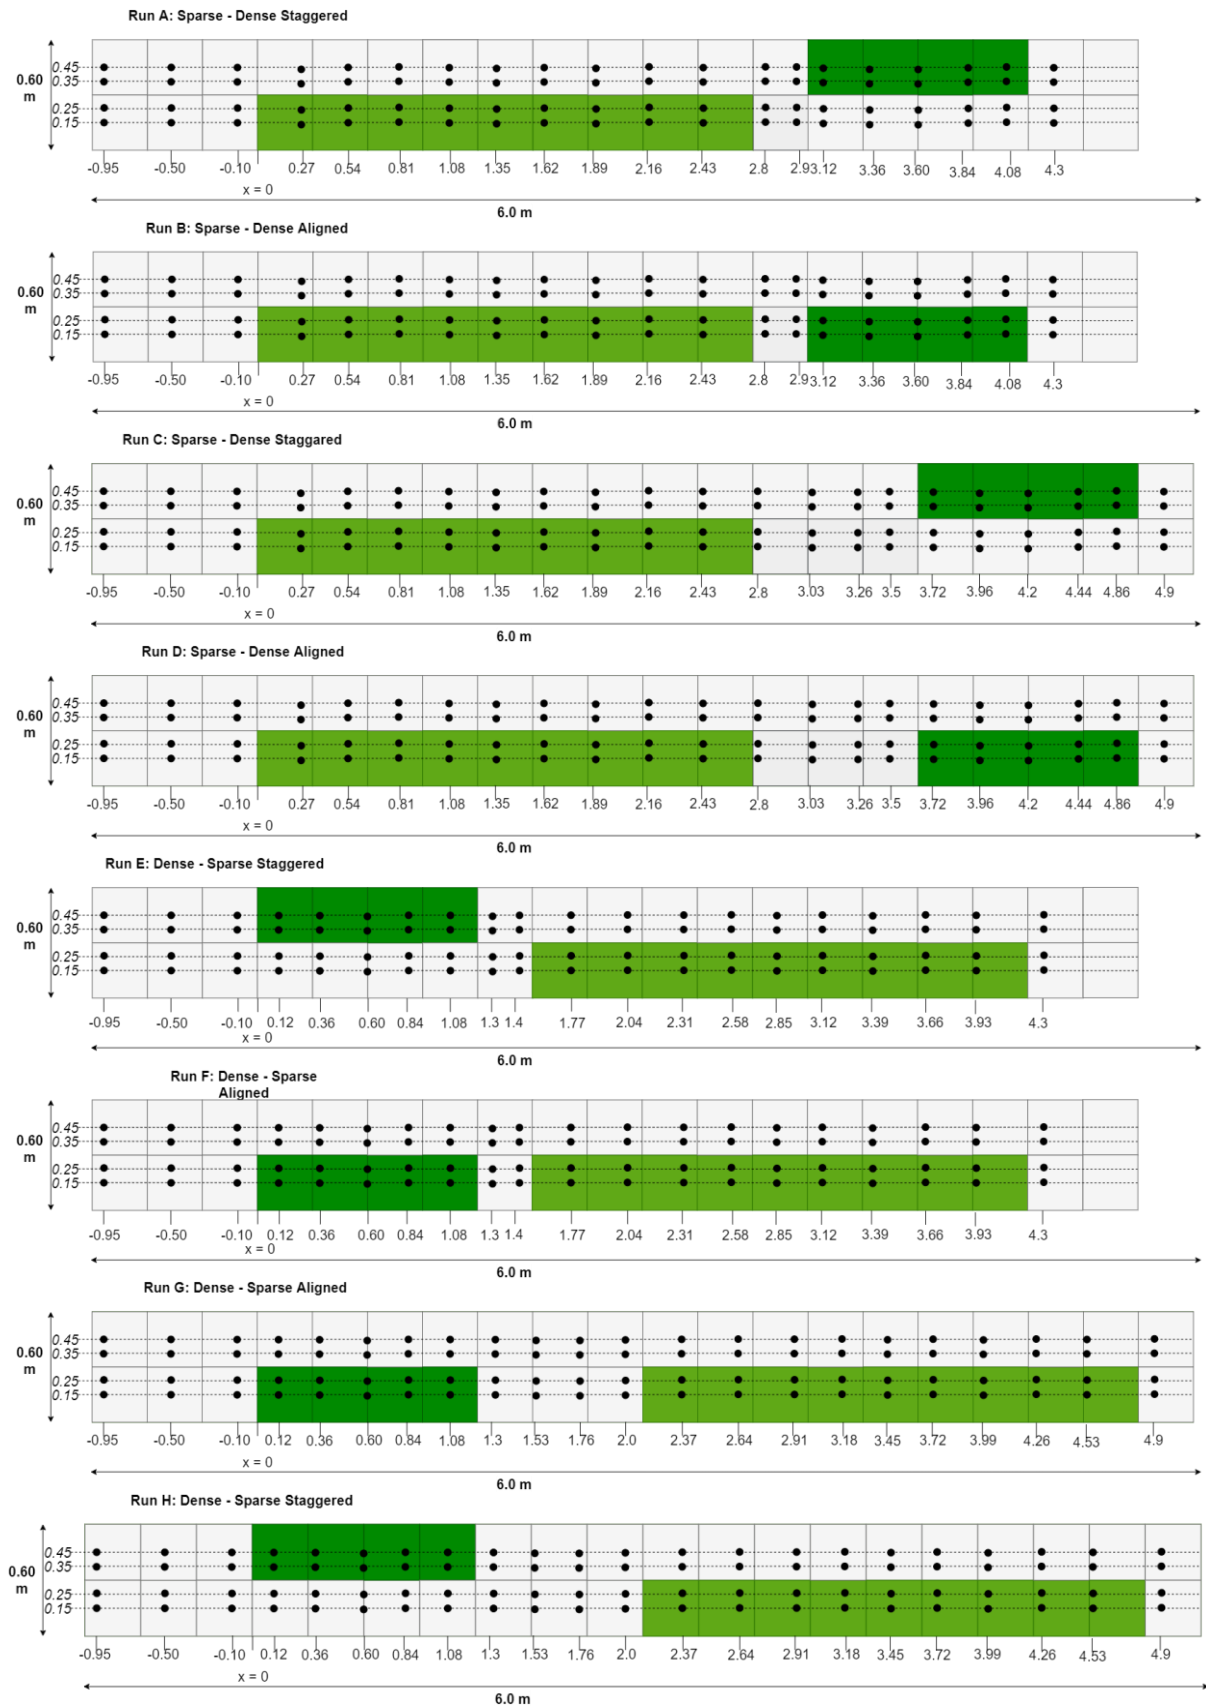 Run A: Sparse - Dense Staggered
0.45
0.60 0.35
m
0.25
0.15
-0.95 -0.50 -0.10 0.27 0.54 0.81 1.08 1.35 1.62 1.89 2.16 2.43 2.8 2.9 3.12 3.36 3.60 3.84 4.08 4.3
x = 0
6.0 m
Run B: Sparse - Dense Aligned
0.45
0.60 0.35
m
0.25
0.15
-0.95 -0.50 -0.10 0.27 0.54 0.81 1.08 1.35 1.62 1.89 2.16 2.43 2.8 2.9 3.12 3.36 3.60 3.84 4.08 4.3
x = 0
6.0 m
Run C: Sparse - Dense Staggared
0.45
0.60 0.35
m
0.25
0.15
-0.95 -0.50 -0.10 0.27 0.54 0.81 1.08 1.35 1.62 1.89 2.16 2.43 2.8 3.03 3.26 3.5 3.72 3.96 4.2 4.44 4.86 4.9
x = 0
6.0 m
Run D: Sparse - Dense Aligned
0.45
0.60 0.35
m
0.25
0.15
-0.95 -0.50 -0.10 0.27 0.54 0.81 1.08 1.35 1.62 1.89 2.16 2.43 2.8 3.03 3.26 3.5 3.72 3.96 4.2 4.44 4.86 4.9
x = 0
6.0 m
Run E: Dense - Sparse Staggered
0.45
0.60 0.35
m
0.25
0.15
-0.95 -0.50 -0.10 0.12 0.36 0.60 0.84 1.08 1.3 1.4 1.77 2.04 2.31 2.58 2.85 3.12 3.39 3.66 3.93 4.3
x = 0
6.0 m
Run F: Dense - Sparse
Aligned
0.45
0.60 0.35
m
0.25
0.15
-0.95 -0.50 -0.10 0.12 0.36 0.60 0.84 1.08 1.3 1.4 1.77 2.04 2.31 2.58 2.85 3.12 3.39 3.66 3.93 4.3
x = 0
6.0 m
Run G: Dense - Sparse Aligned
0.45
0.60 0.35
m
0.25
0.15
-0.95 -0.50 -0.10 0.12 0.36 0.60 0.84 1.08 1.3 1.53 1.76 2.0 2.37 2.64 2.91 3.18 3.45 3.72 3.99 4.26 4.53 4.9
x = 0
6.0 m
Run H: Dense - Sparse Staggered
0.45
0.60 0.35
m
0.25
0.15
-0.95 -0.50 -0.10 0.12 0.36 0.60 0.84 1.08 1.3 1.53 1.76 2.0 2.37 2.64 2.91 3.18 3.45 3.72 3.99 4.26 4.53 4.9
x = 0
6.0 m